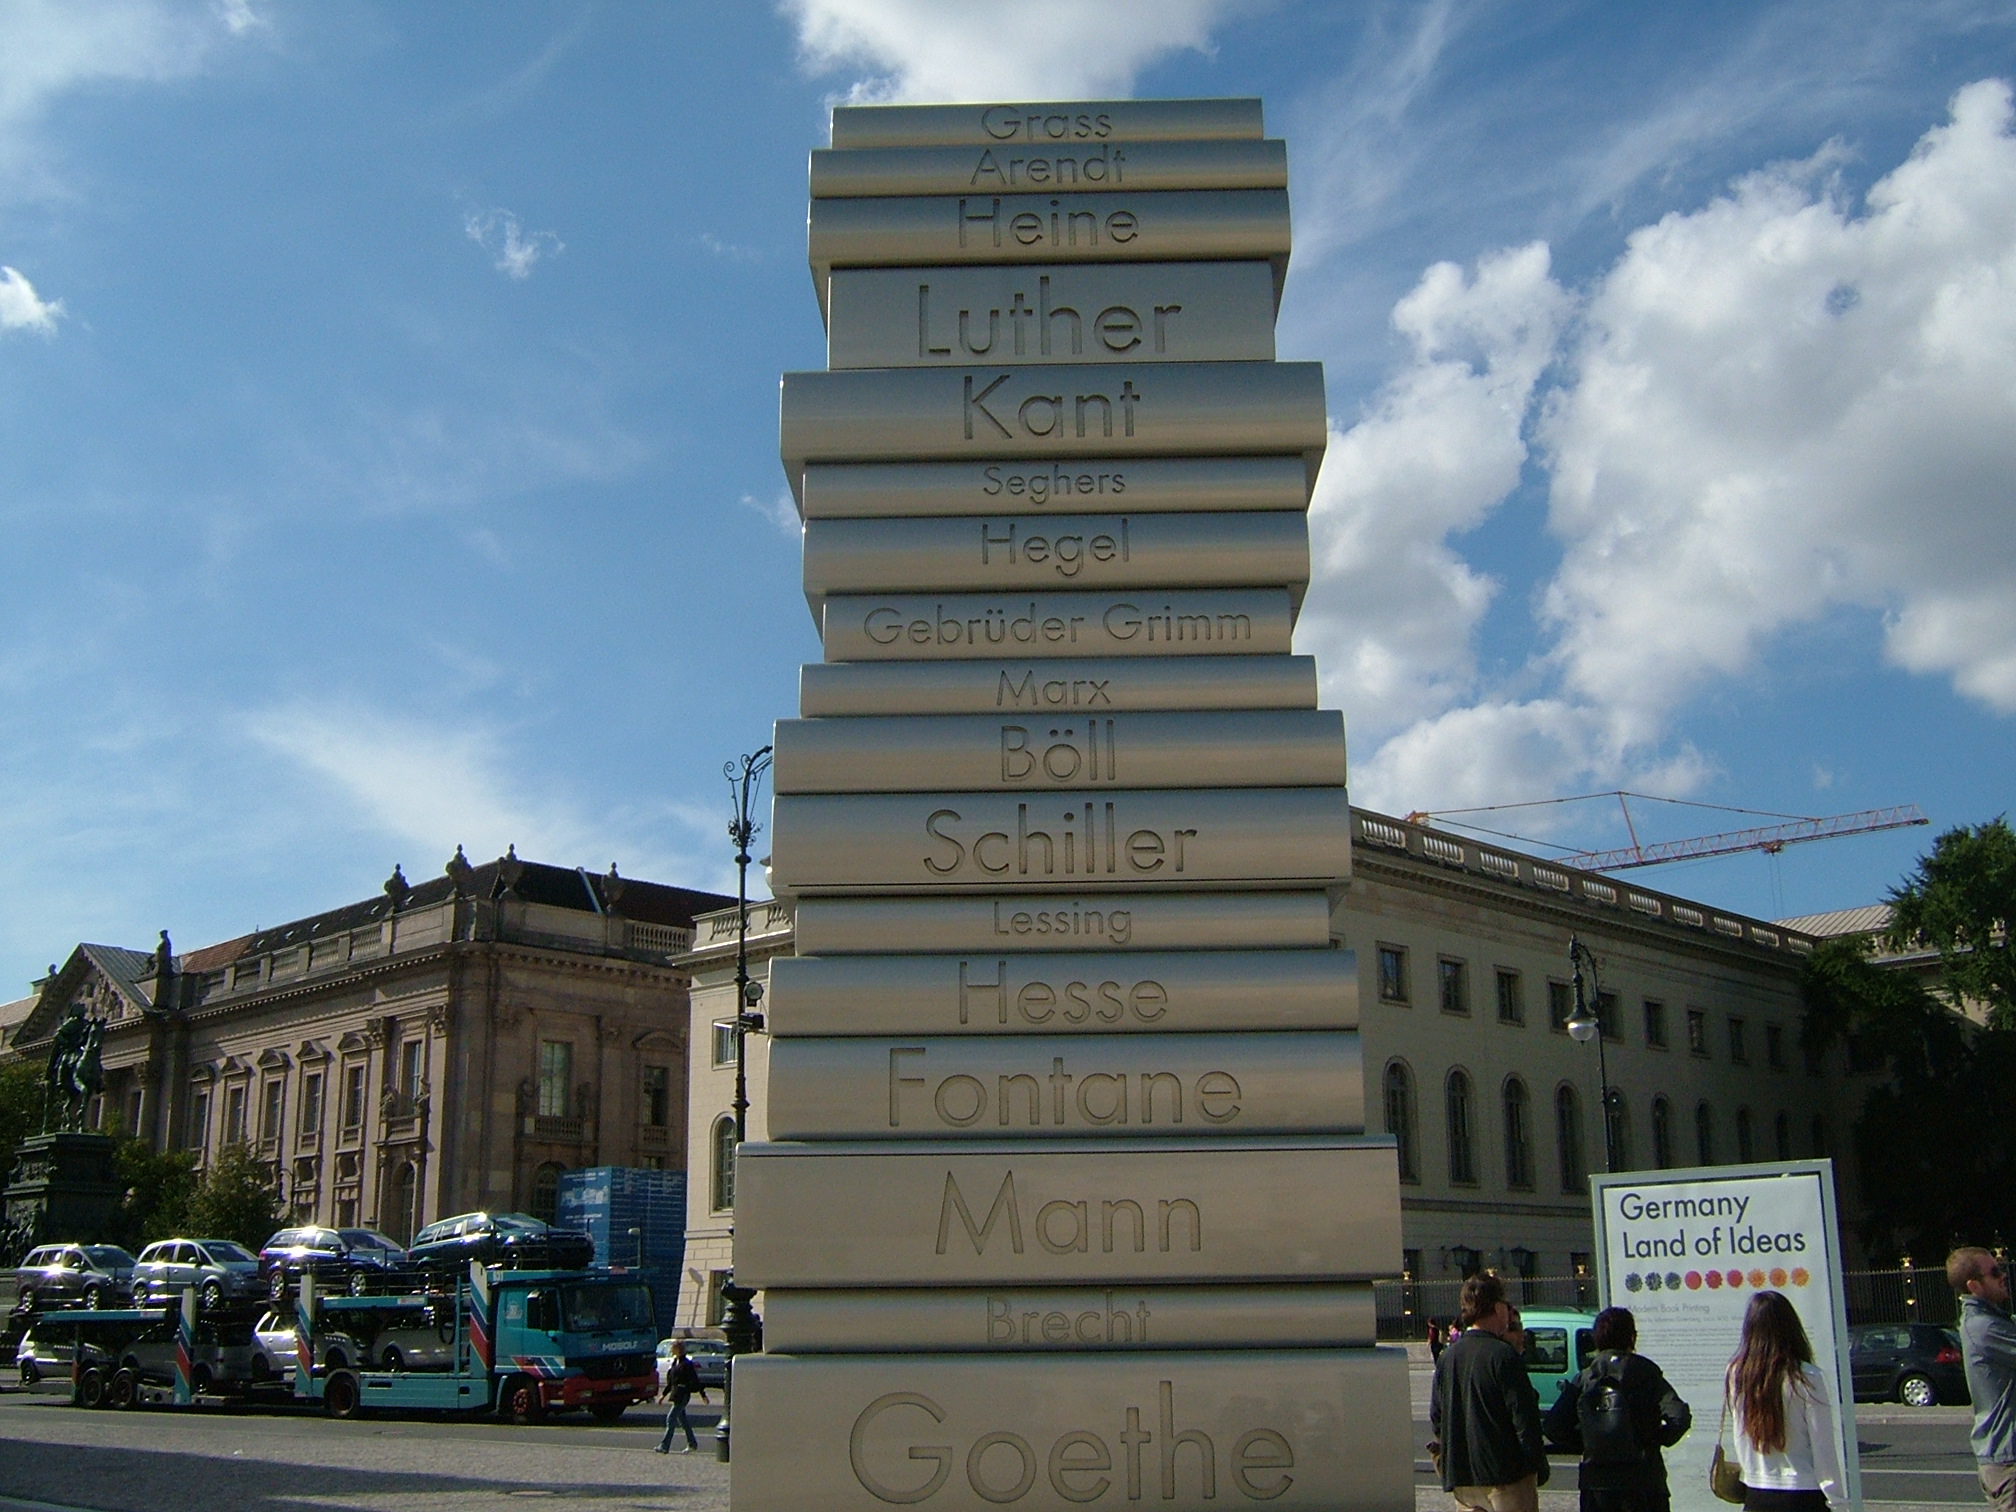 Grass
Arendt
Heine
Luther
Kant
Seghers
Hegel
Gebrüder Grimm
Marx
Böll
Schiller
Lessing
Hesse
Fontane
Mann
Brecht
Goethe
Germany
Land of Ideas
Modern Book Printing
MOSOLF